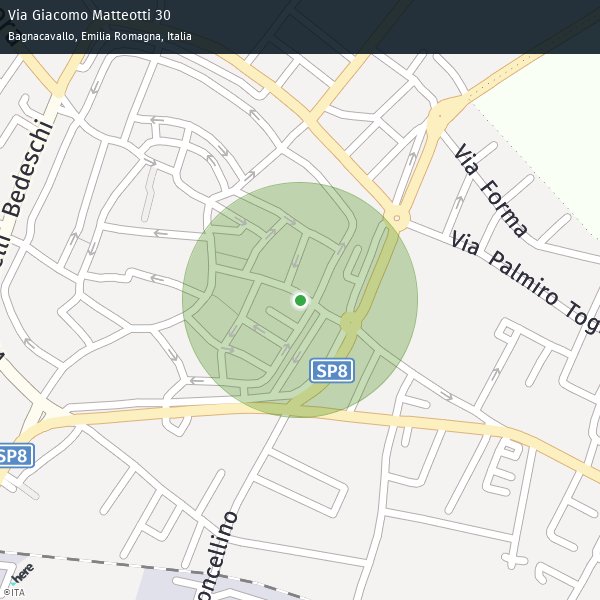 Via Giacomo Matteotti 30
Bagnacavallo, Emilia Romagna, Italia
Bedeschi
Via Forma
Via Palmiro Tog
SP8
SP8
oncellino
here
©ITA